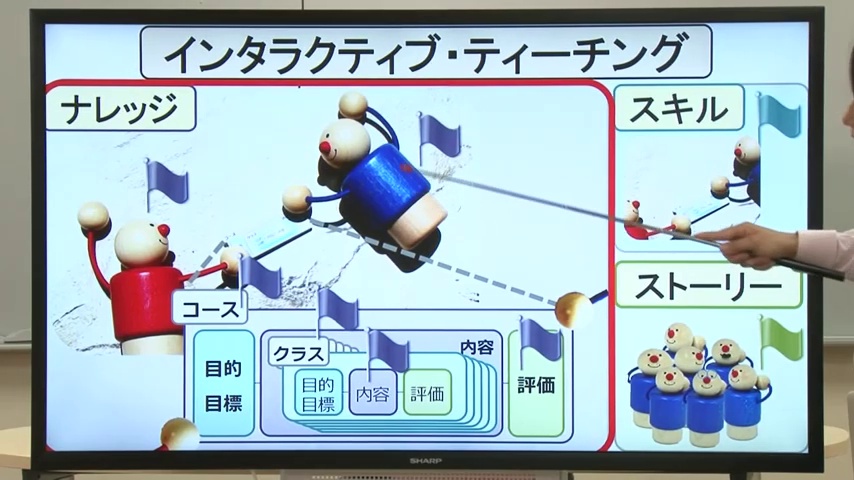 インタラクティブ・ティーチング
ナレッジ
スキル
コース
ストーリー
目的
目標
クラス
内容
目的
目標
内容
評価
評価
SHARP